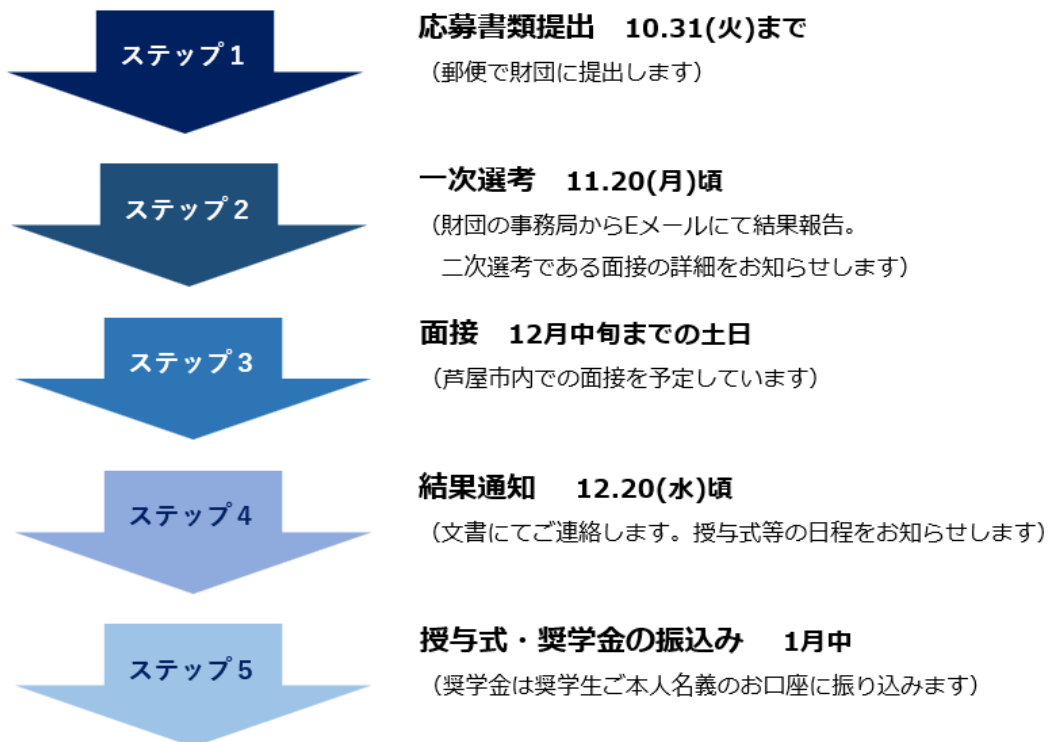 ステップ1
応募書類提出 10.31(火)まで
（郵便で財団に提出します）
ステップ2
一次選考 11.20(月)頃
（財団の事務局からEメールにて結果報告。
二次選考である面接の詳細をお知らせします）
ステップ3
面接 12月中旬までの土日
（芦屋市内での面接を予定しています）
ステップ4
結果通知 12.20(水)頃
（文書にてご連絡します。授与式等の日程をお知らせします）
ステップ5
授与式・奨学金の振込み 1月中
（奨学金は奨学生ご本人名義のお口座に振り込みます）